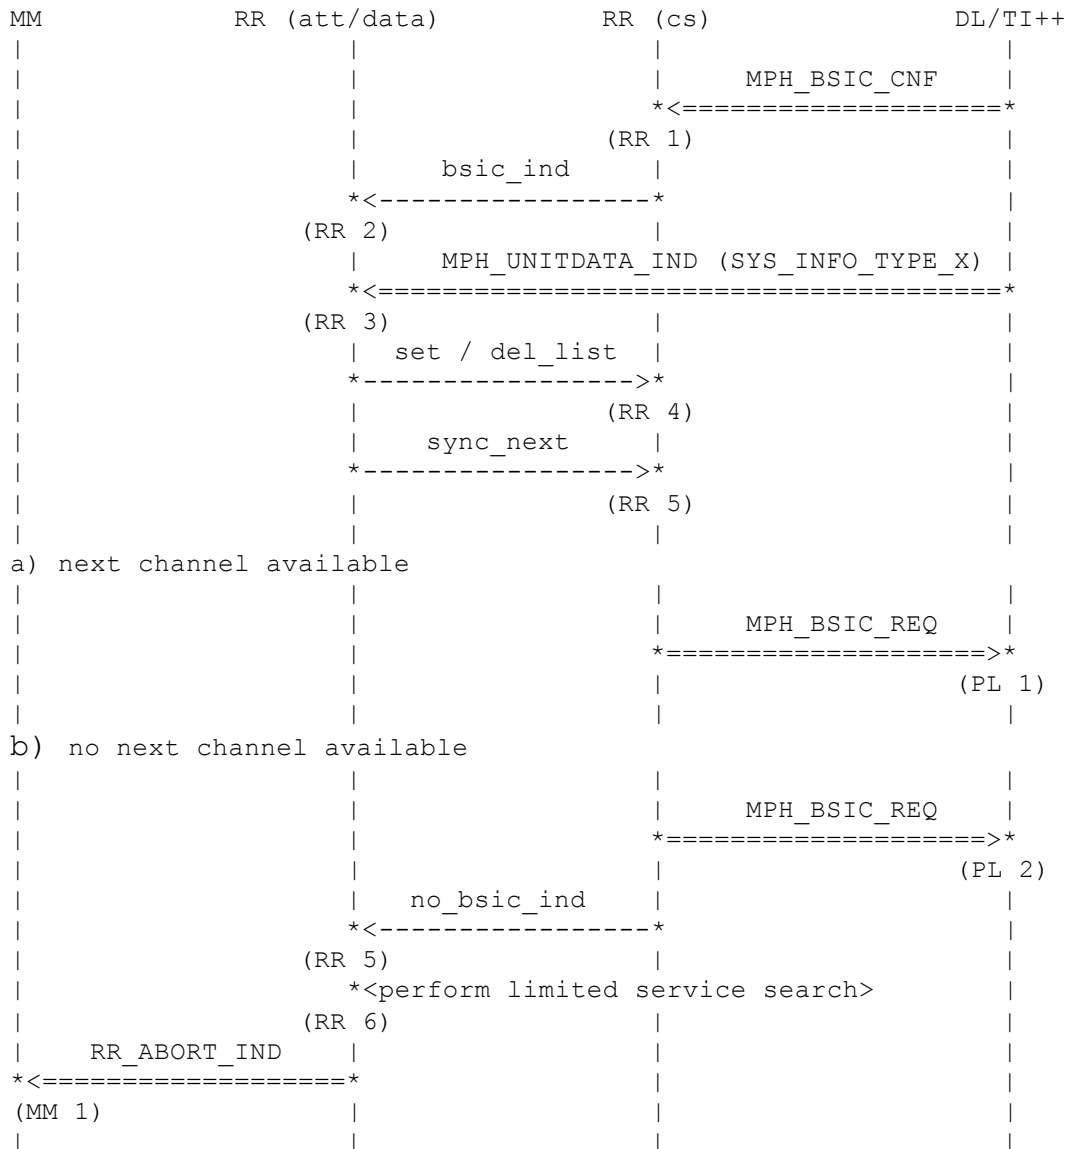 MM            RR (att/data)          RR (cs)               DL/TI++
|                    |                  |                     |
|                    |                  |     MPH_BSIC_CNF    |
|                    |                  *<====================*
|                    |               (RR 1)                   |
|                    |     bsic_ind     |                     |
|                    *<-----------------*                     |
|                 (RR 2)                |                     |
|                    |     MPH_UNITDATA_IND (SYS_INFO_TYPE_X) |
|                    *<=======================================*
|                 (RR 3)                |                     |
|                    |  set / del_list  |                     |
|                    *----------------->*                     |
|                    |               (RR 4)                   |
|                    |    sync_next     |                     |
|                    *----------------->*                     |
|                    |               (RR 5)                   |
|                    |                  |                     |
a) next channel available
|                    |                  |                     |
|                    |                  |     MPH_BSIC_REQ    |
|                    |                  *====================>*
|                    |                  |                  (PL 1)
|                    |                  |                     |
b) no next channel available
|                    |                  |                     |
|                    |                  |     MPH_BSIC_REQ    |
|                    |                  *====================>*
|                    |                  |                  (PL 2)
|                    |   no_bsic_ind    |                     |
|                    *<-----------------*                     |
|                 (RR 5)                |                     |
|                    *<perform limited service search>        |
|                 (RR 6)                |                     |
|    RR_ABORT_IND    |                  |                     |
*<===================*                  |                     |
(MM 1)               |                  |                     |
|                    |                  |                     |